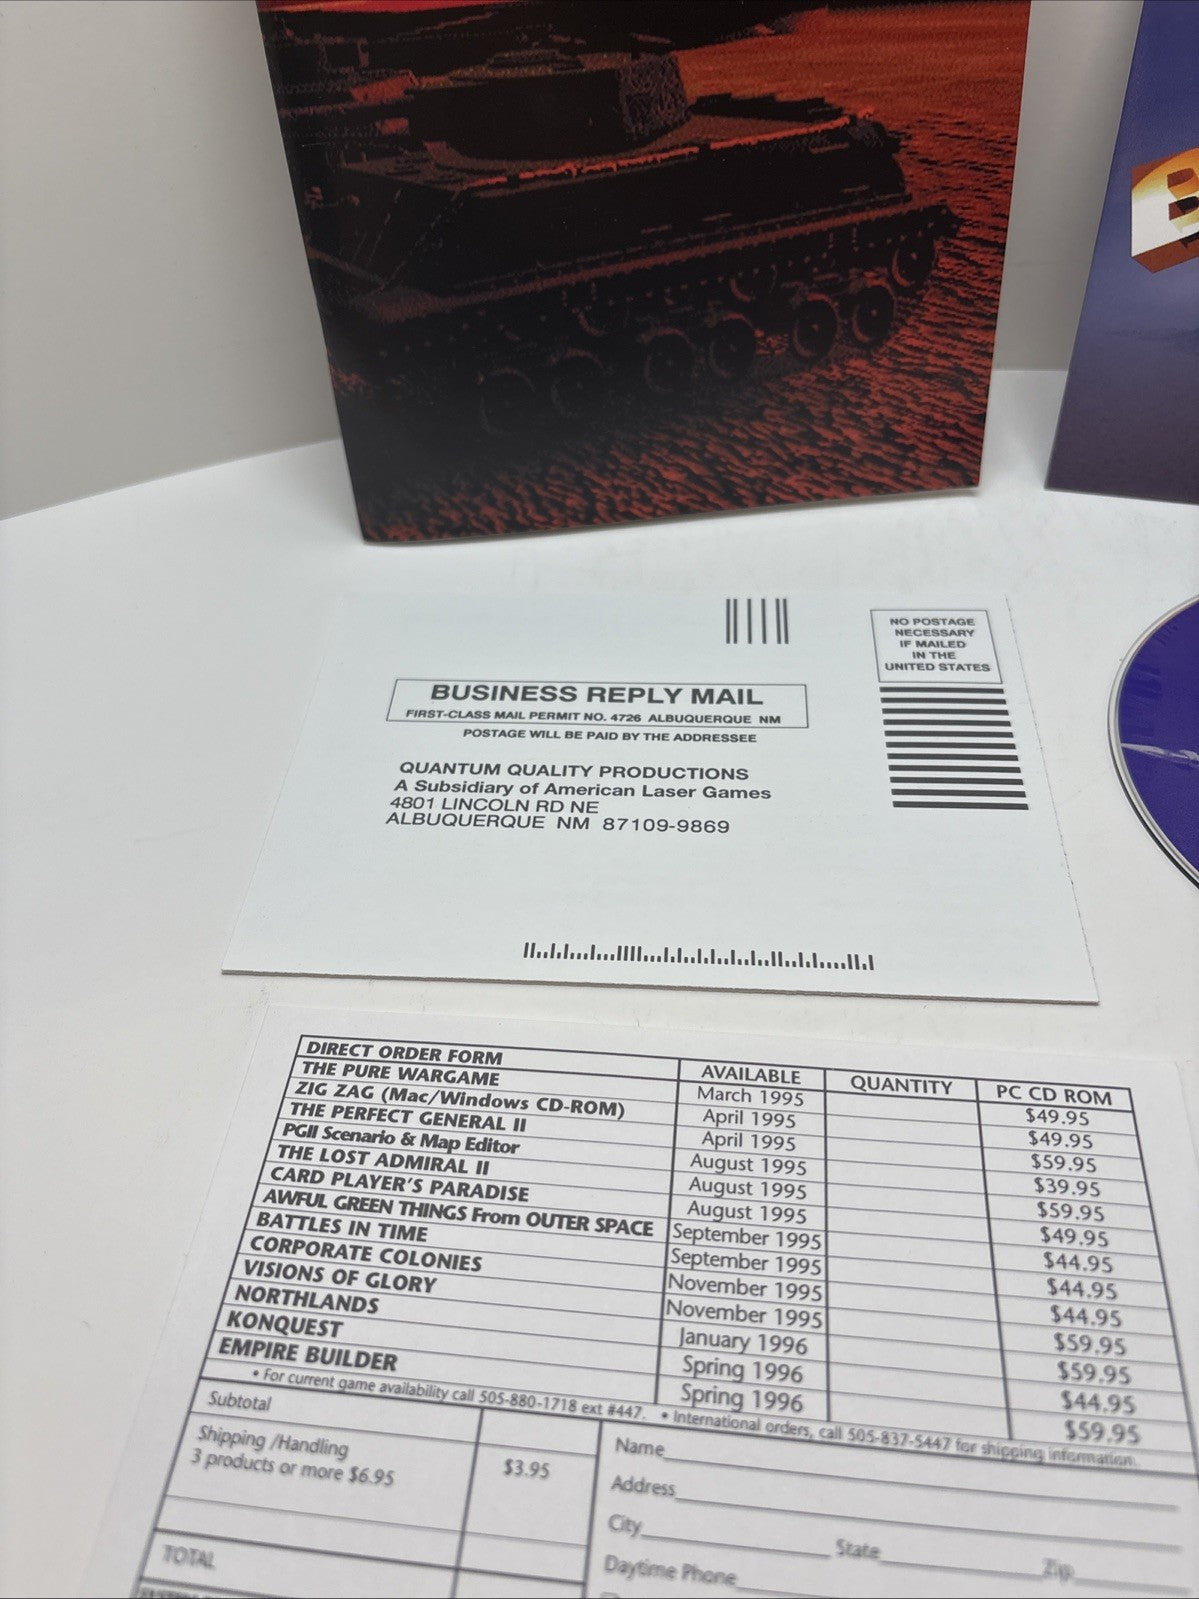 3
NO POSTAGE
NECESSARY
IF MAILED
IN THE
UNITED STATES
BUSINESS REPLY MAIL
FIRST-CLASS MAIL PERMIT NO. 4726 ALBUQUERQUE NM
POSTAGE WILL BE PAID BY THE ADDRESSEE
QUANTUM QUALITY PRODUCTIONS
A Subsidiary of American Laser Games
4801 LINCOLN RD NE
ALBUQUERQUE NM 87109-9869
DIRECT ORDER FORM AVAILABLE QUANTITY PC CD ROM
THE PURE WARGAME March 1995 $49.95
ZIG ZAG (Mac/Windows CD-ROM) April 1995 $49.95
THE PERFECT GENERAL II April 1995 $59.95
PGII Scenario & Map Editor August 1995 $39.95
THE LOST ADMIRAL II August 1995 $59.95
CARD PLAYER'S PARADISE August 1995 $49.95
AWFUL GREEN THINGS From OUTER SPACE September 1995 $44.95
BATTLES IN TIME September 1995 $44.95
CORPORATE COLONIES November 1995 $44.95
VISIONS OF GLORY November 1995 $59.95
NORTHLANDS January 1996 $59.95
KONQUEST Spring 1996 $44.95
EMPIRE BUILDER Spring 1996 $59.95
• For current game availability call 505-880-1718 ext #447. • International orders, call 505-837-5447 for shipping information.
Subtotal
Shipping /Handling $3.95
3 products or more $6.95
TOTAL
Name
Address
City State Zip
Daytime Phone